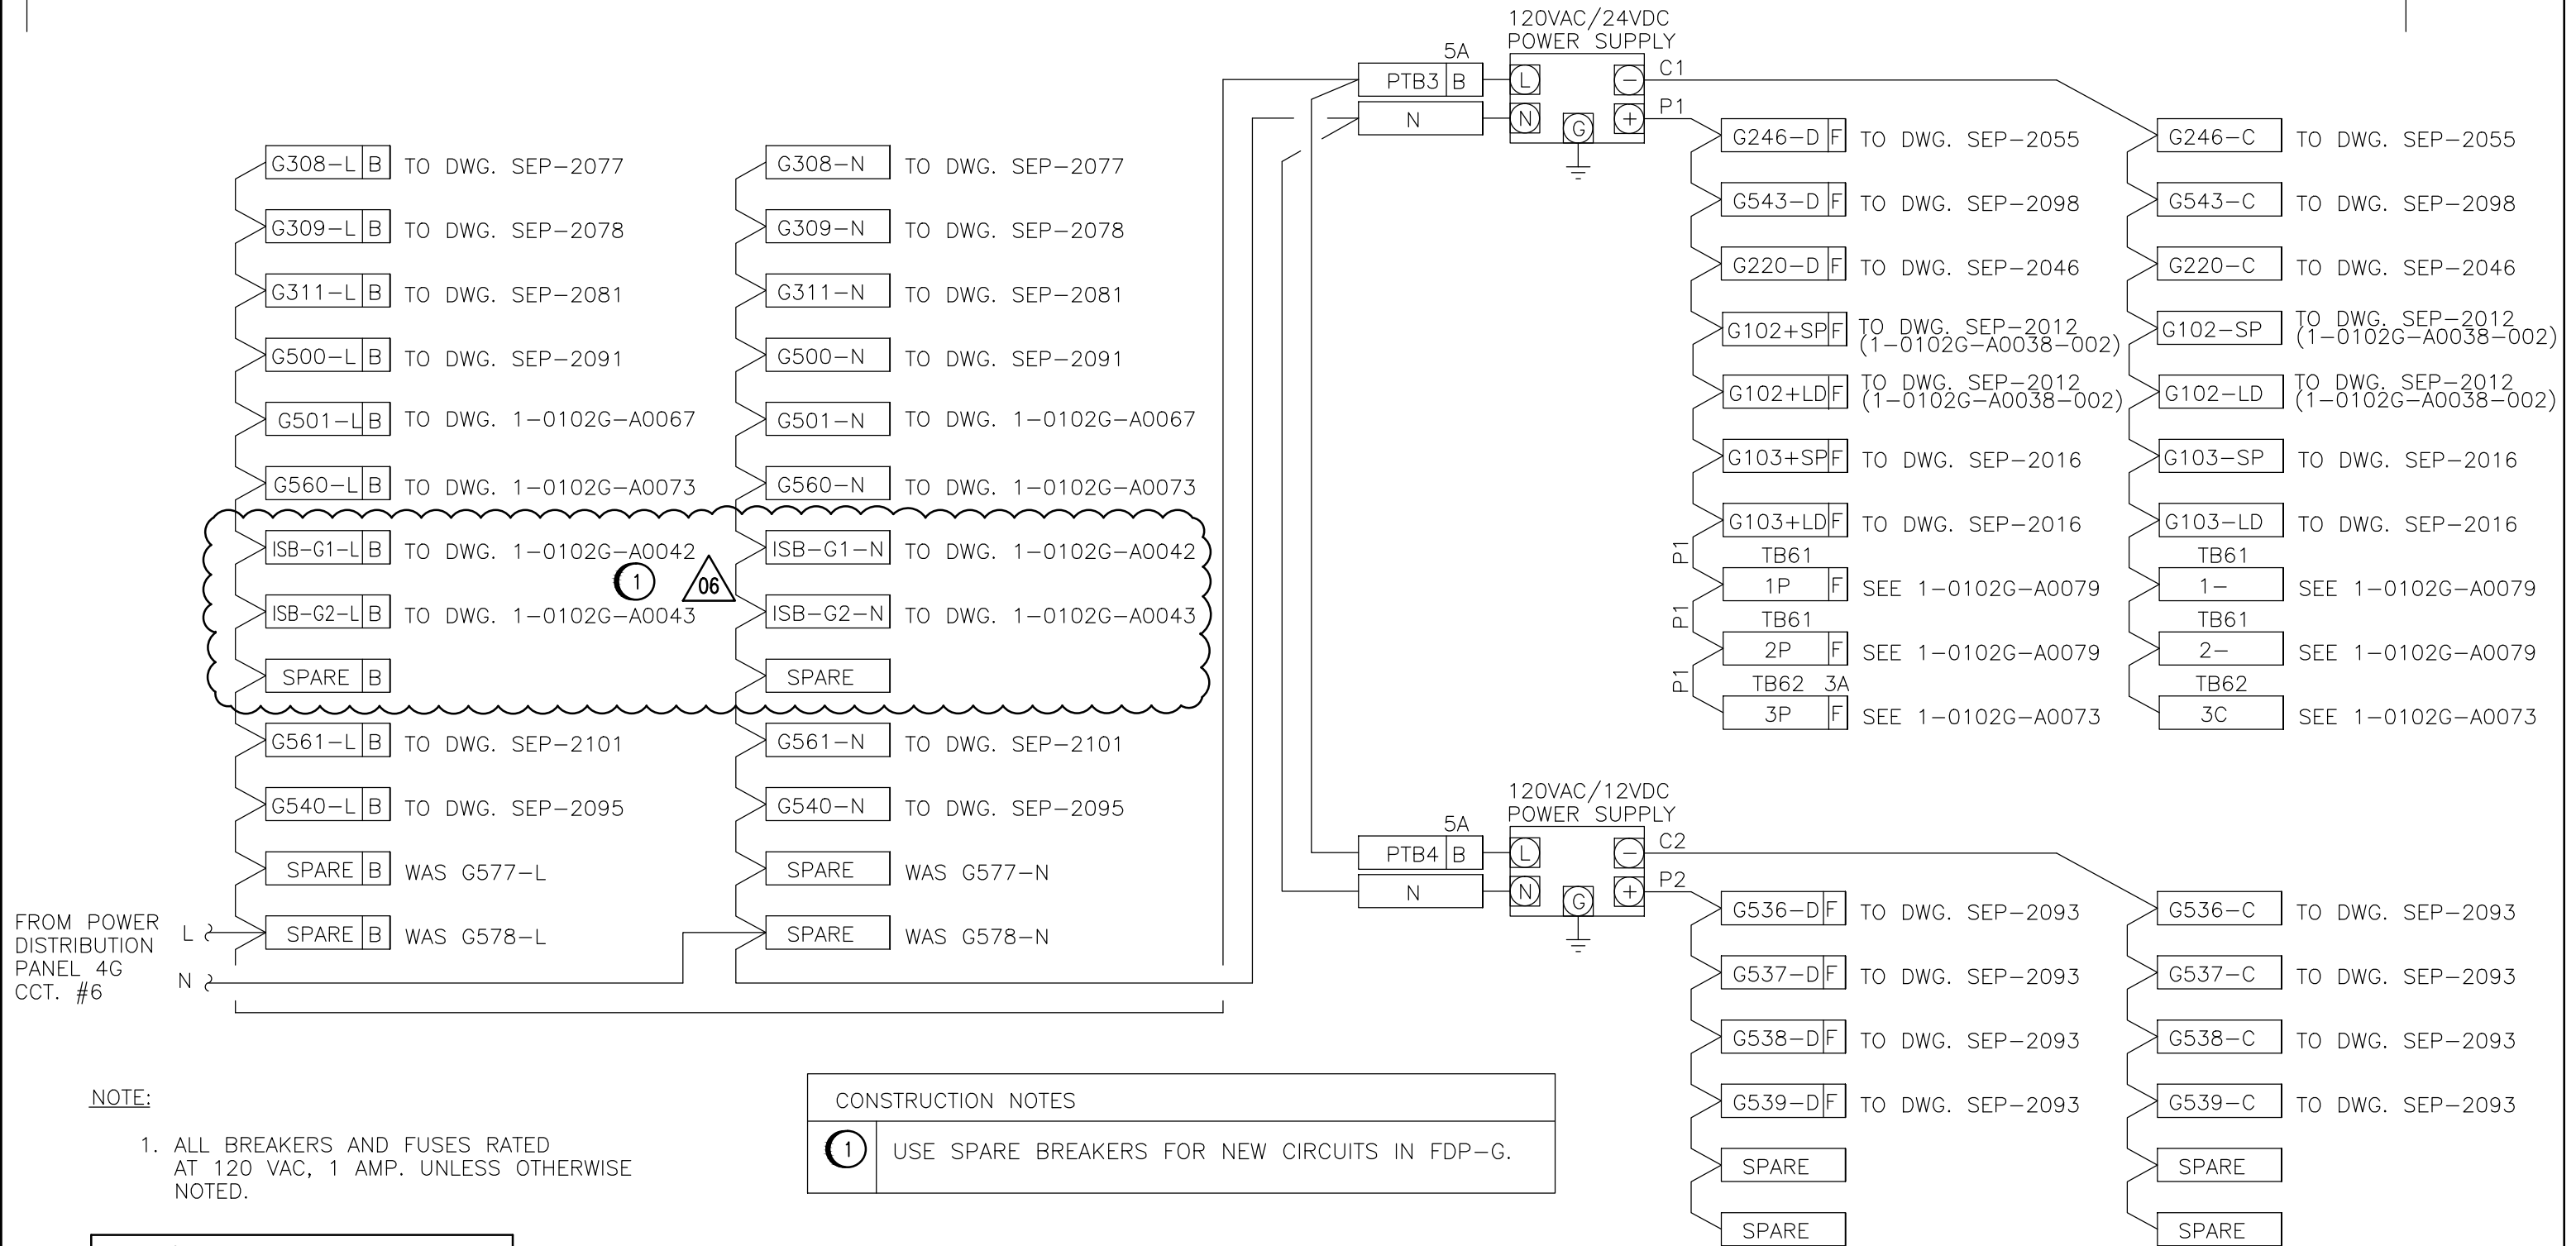 120VAC/24VDC
POWER SUPPLY
5A
PTB3 B
L
−
C1
N
N
G
+
P1
G308−L B TO DWG. SEP−2077
G309−L B TO DWG. SEP−2078
G311−L B TO DWG. SEP−2081
G500−L B TO DWG. SEP−2091
G501−L B TO DWG. 1−0102G−A0067
G560−L B TO DWG. 1−0102G−A0073
ISB−G1−L B TO DWG. 1−0102G−A0042
1
06
ISB−G2−L B TO DWG. 1−0102G−A0043
SPARE B
G561−L B TO DWG. SEP−2101
G540−L B TO DWG. SEP−2095
SPARE B WAS G577−L
SPARE B WAS G578−L
FROM POWER
DISTRIBUTION
PANEL 4G
CCT. #6
L
N
G308−N TO DWG. SEP−2077
G309−N TO DWG. SEP−2078
G311−N TO DWG. SEP−2081
G500−N TO DWG. SEP−2091
G501−N TO DWG. 1−0102G−A0067
G560−N TO DWG. 1−0102G−A0073
ISB−G1−N TO DWG. 1−0102G−A0042
ISB−G2−N TO DWG. 1−0102G−A0043
SPARE
G561−N TO DWG. SEP−2101
G540−N TO DWG. SEP−2095
SPARE WAS G577−N
SPARE WAS G578−N
G246−D F TO DWG. SEP−2055
G543−D F TO DWG. SEP−2098
G220−D F TO DWG. SEP−2046
G102+SP F TO DWG. SEP−2012
(1−0102G−A0038−002)
G102+LD F TO DWG. SEP−2012
(1−0102G−A0038−002)
G103+SP F TO DWG. SEP−2016
G103+LD F TO DWG. SEP−2016
P1
TB61
1P F SEE 1−0102G−A0079
P1
TB61
2P F SEE 1−0102G−A0079
P1
TB62 3A
3P F SEE 1−0102G−A0073
G246−C TO DWG. SEP−2055
G543−C TO DWG. SEP−2098
G220−C TO DWG. SEP−2046
G102−SP TO DWG. SEP−2012
(1−0102G−A0038−002)
G102−LD TO DWG. SEP−2012
(1−0102G−A0038−002)
G103−SP TO DWG. SEP−2016
G103−LD TO DWG. SEP−2016
TB61
1− SEE 1−0102G−A0079
TB61
2− SEE 1−0102G−A0079
TB62
3C SEE 1−0102G−A0073
120VAC/12VDC
POWER SUPPLY
5A
PTB4 B
L
−
C2
N
N
G
+
P2
G536−D F TO DWG. SEP−2093
G537−D F TO DWG. SEP−2093
G538−D F TO DWG. SEP−2093
G539−D F TO DWG. SEP−2093
SPARE
SPARE
G536−C TO DWG. SEP−2093
G537−C TO DWG. SEP−2093
G538−C TO DWG. SEP−2093
G539−C TO DWG. SEP−2093
SPARE
SPARE
NOTE:
1. ALL BREAKERS AND FUSES RATED
AT 120 VAC, 1 AMP. UNLESS OTHERWISE
NOTED.
CONSTRUCTION NOTES
1 USE SPARE BREAKERS FOR NEW CIRCUITS IN FDP−G.